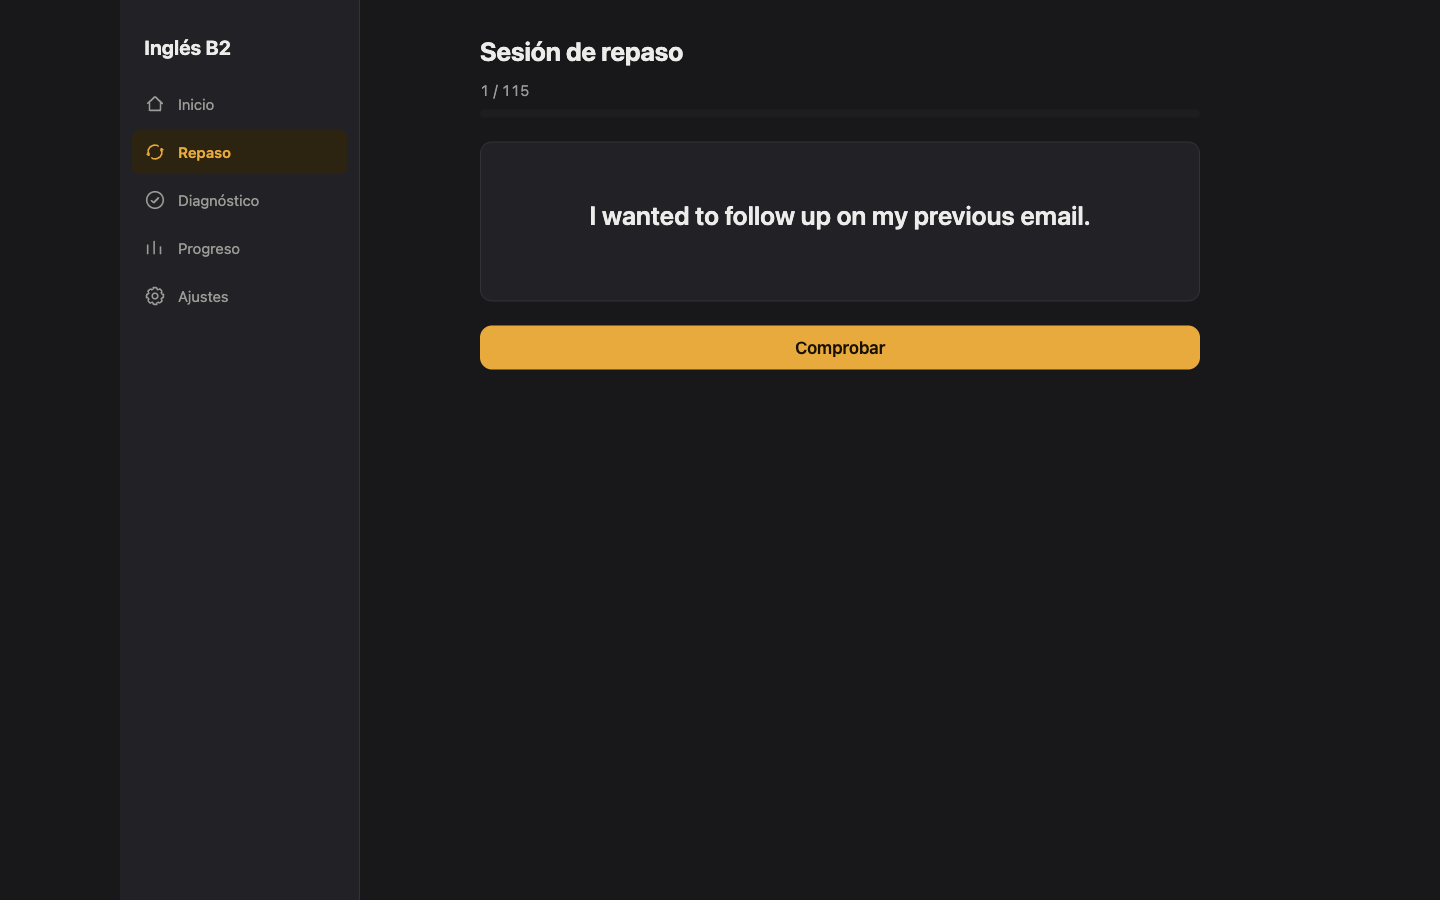 Inglés B2
Inicio
Repaso
Diagnóstico
Progreso
Ajustes
Sesión de repaso
1 / 115
I wanted to follow up on my previous email.
Comprobar